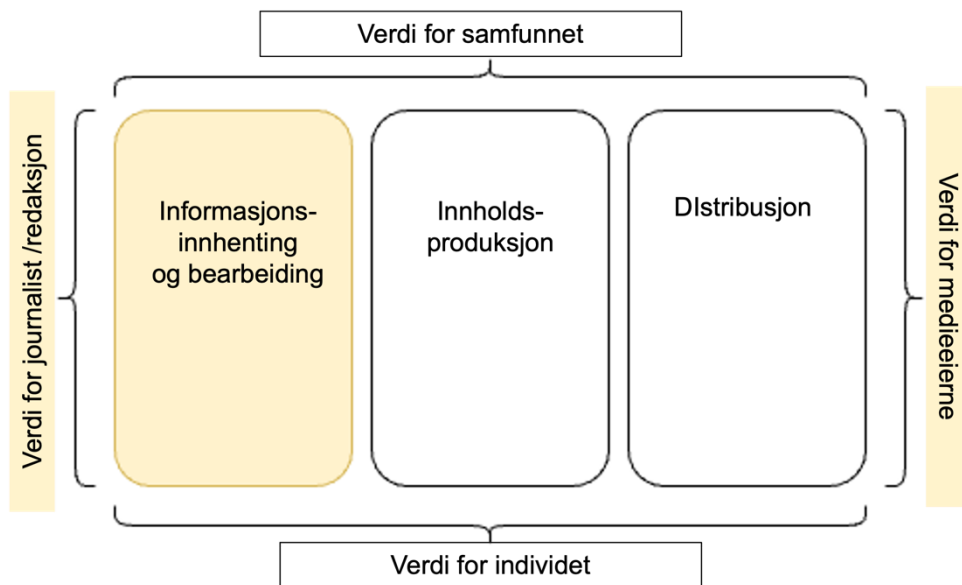 Verdi for samfunnet
Verdi for journalist /redaksjon
Informasjons-
innhenting
og bearbeiding
Innholds-
produksjon
DIstribusjon
Verdi for medieeierne
Verdi for individet